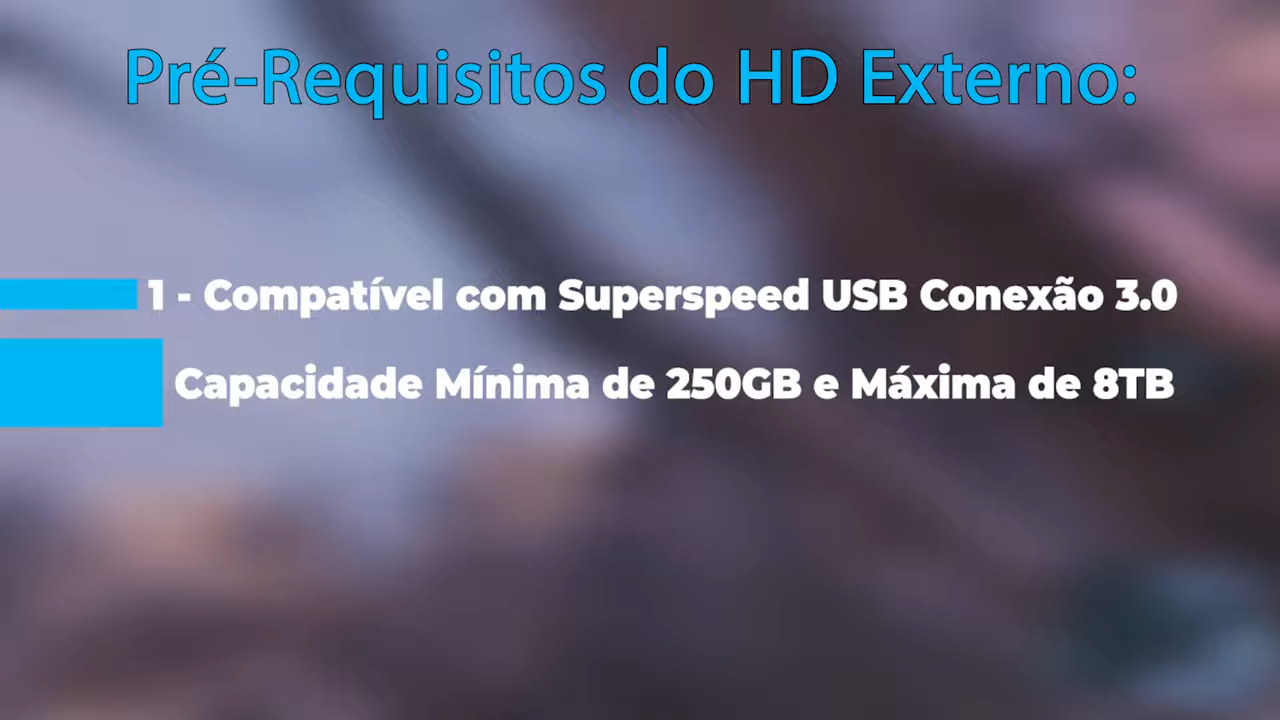 Pré-Requisitos do HD Externo:
1 - Compatível com Superspeed USB Conexão 3.0
Capacidade Mínima de 250GB e Máxima de 8TB